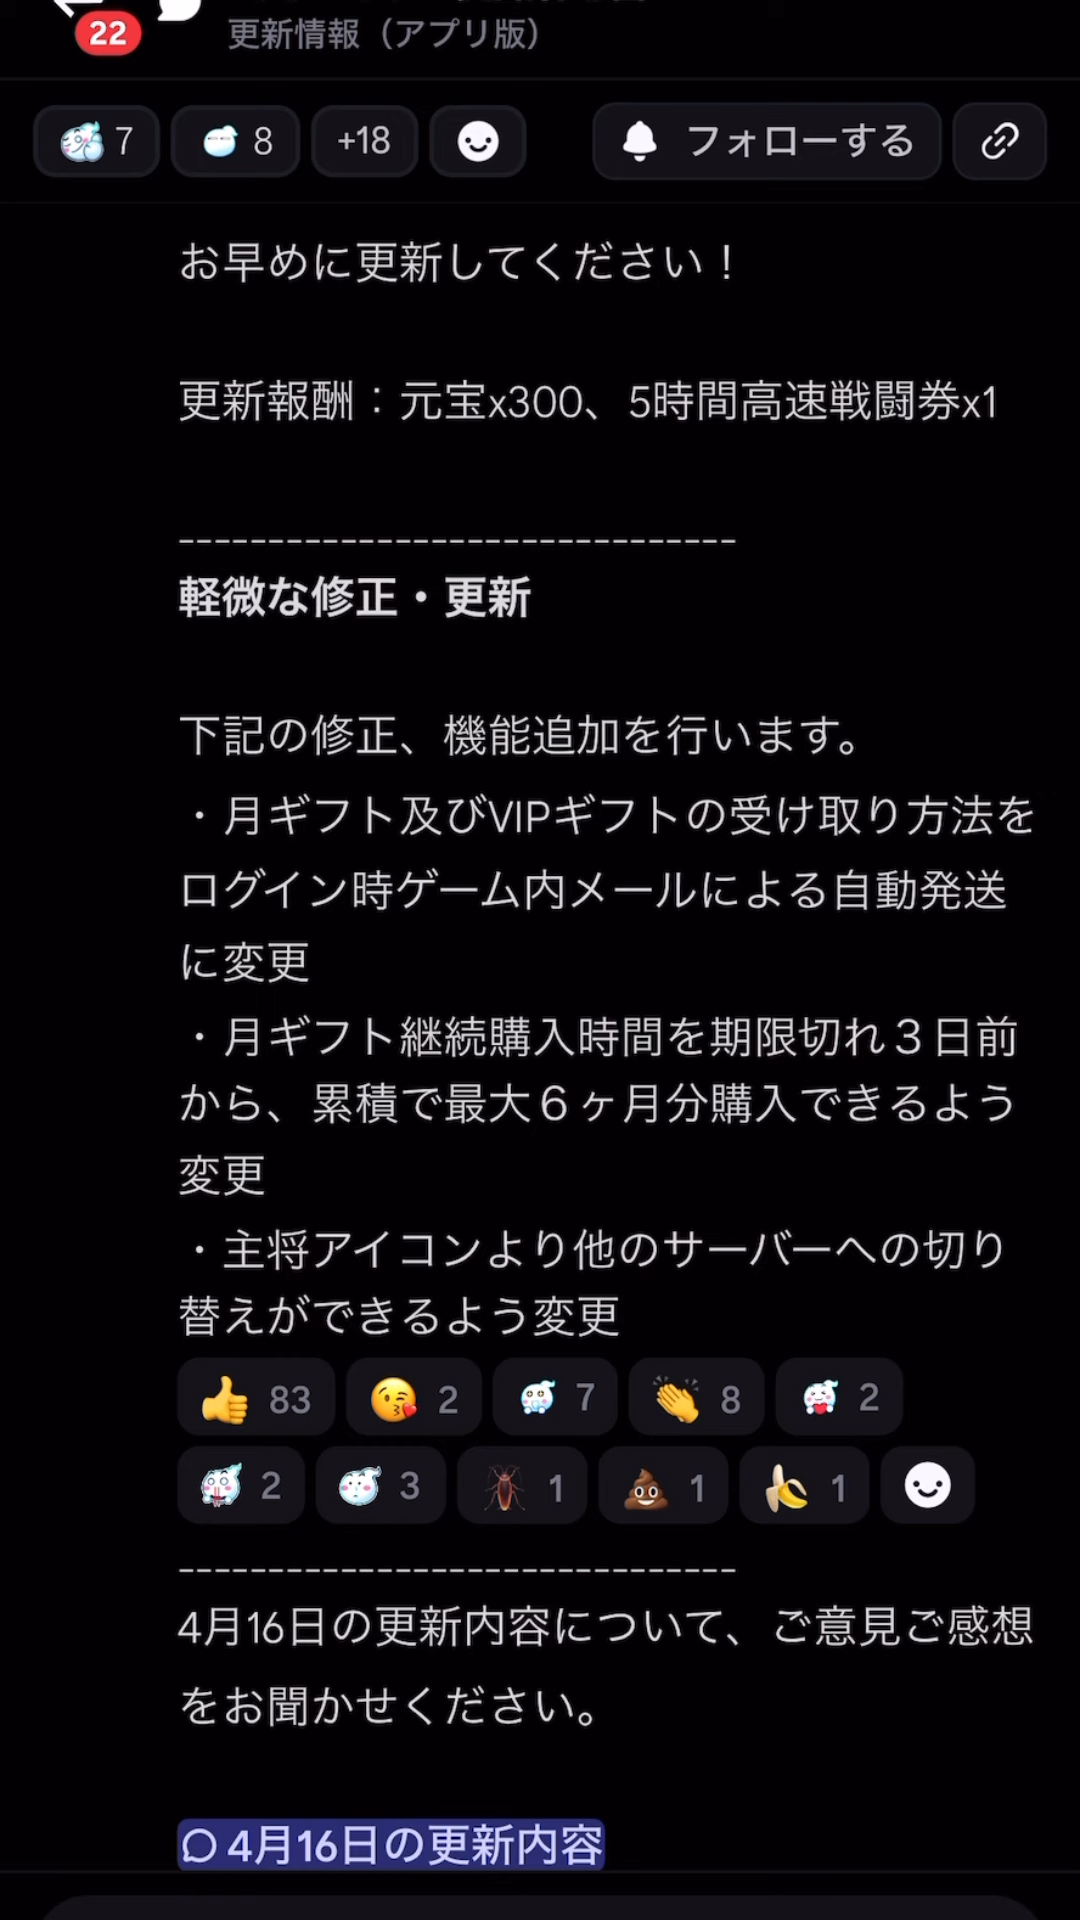 22
更新情報（アプリ版）
7 8 +18 フォローする
お早めに更新してください！
更新報酬：元宝x300、5時間高速戦闘券x1
-------------------------------
軽微な修正・更新
下記の修正、機能追加を行います。
・月ギフト及びVIPギフトの受け取り方法を
ログイン時ゲーム内メールによる自動発送
に変更
・月ギフト継続購入時間を期限切れ３日前
から、累積で最大６ヶ月分購入できるよう
変更
・主将アイコンより他のサーバーへの切り
替えができるよう変更
83 2 7 8 2
2 3 1 1 1
-------------------------------
4月16日の更新内容について、ご意見ご感想
をお聞かせください。
4月16日の更新内容